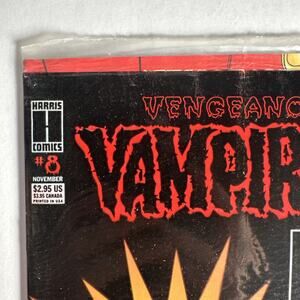 HARRIS
H
COMICS
#8
NOVEMBER
$2.95 US
$3.95 CANADA
PRINTED IN USA
VENGEANC
VAMPIR